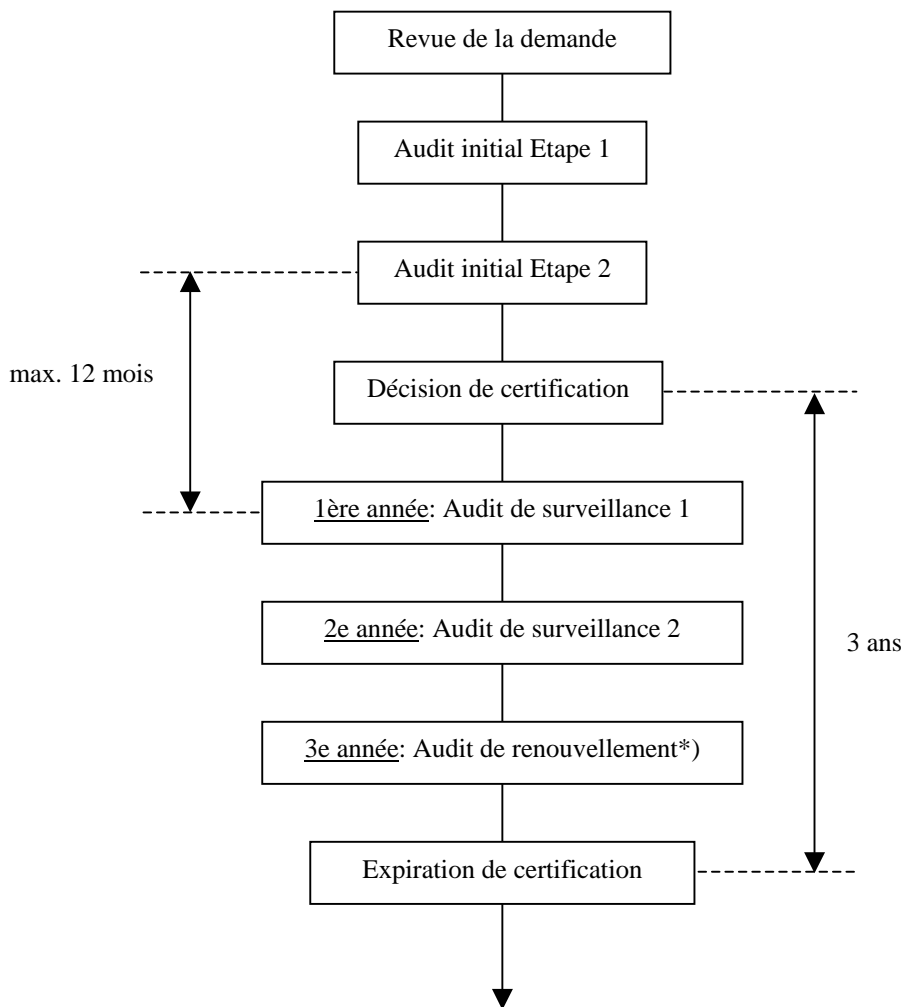 Revue de la demande
Audit initial Etape 1
Audit initial Etape 2
max. 12 mois
Décision de certification
1ère année: Audit de surveillance 1
2e année: Audit de surveillance 2
3 ans
3e année: Audit de renouvellement*)
Expiration de certification